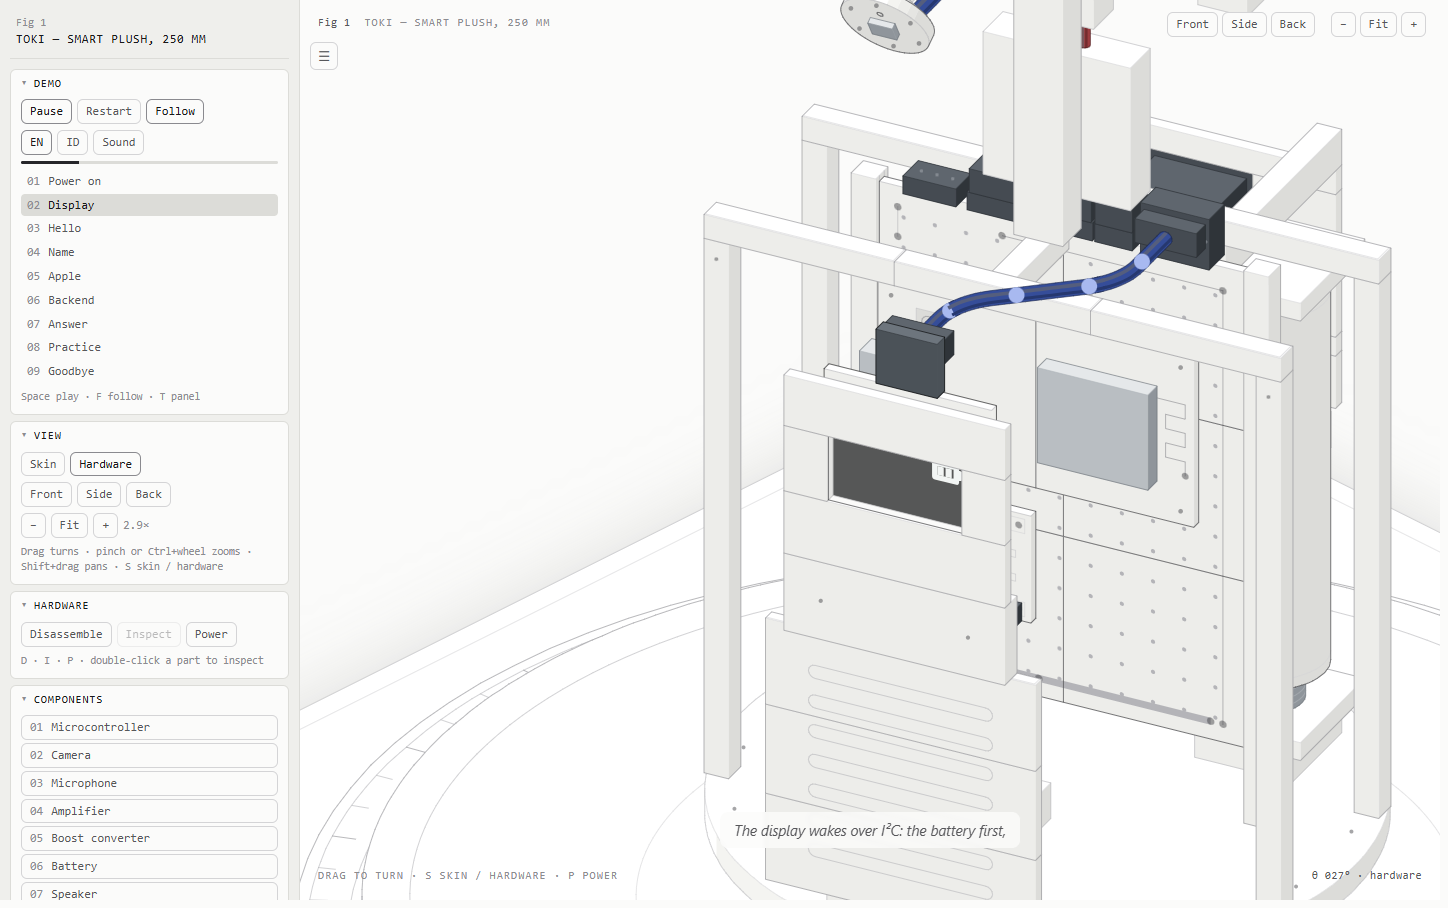 Fig 1
TOKI — SMART PLUSH, 250 MM
DEMO
Pause Restart Follow
EN ID Sound
01 Power on
02 Display
03 Hello
04 Name
05 Apple
06 Backend
07 Answer
08 Practice
09 Goodbye
Space play · F follow · T panel
VIEW
Skin Hardware
Front Side Back
− Fit + 2.9×
Drag turns · pinch or Ctrl+wheel zooms ·
Shift+drag pans · S skin / hardware
HARDWARE
Disassemble Inspect Power
D · I · P · double-click a part to inspect
COMPONENTS
01 Microcontroller
02 Camera
03 Microphone
04 Amplifier
05 Boost converter
06 Battery
07 Speaker
Fig 1 TOKI — SMART PLUSH, 250 MM
Front Side Back − Fit +
The display wakes over I²C: the battery first,
DRAG TO TURN · S SKIN / HARDWARE · P POWER
θ 027° · hardware